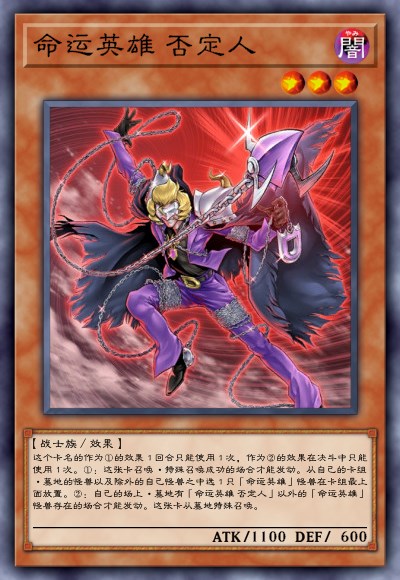 命运英雄 否定人
やみ
闇
【战士族／效果】
这个卡名的作为①的效果1回合只能使用1次。作为②的效果在决斗中只能
使用1次。①：这张卡召唤·特殊召唤成功的场合才能发动。从自己的卡组
·墓地的怪兽以及除外的自己怪兽之中选1只「命运英雄」怪兽在卡组最上
面放置。②：自己的场上·墓地有「命运英雄 否定人」以外的「命运英雄」
怪兽存在的场合才能发动。这张卡从墓地特殊召唤。
ATK/1100 DEF/ 600